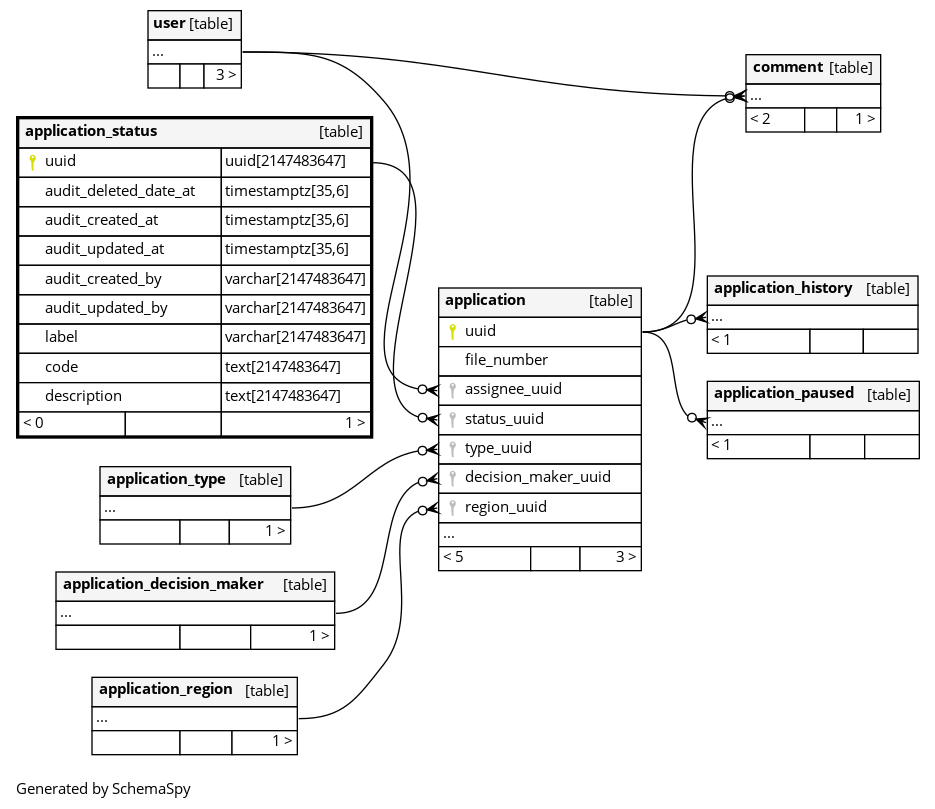 user [table]
...
3 >
application_status [table]
uuid uuid[2147483647]
audit_deleted_date_at timestamptz[35,6]
audit_created_at timestamptz[35,6]
audit_updated_at timestamptz[35,6]
audit_created_by varchar[2147483647]
audit_updated_by varchar[2147483647]
label varchar[2147483647]
code text[2147483647]
description text[2147483647]
< 0 1 >
application_type [table]
...
1 >
application_decision_maker [table]
...
1 >
application_region [table]
...
1 >
application [table]
uuid
file_number
assignee_uuid
status_uuid
type_uuid
decision_maker_uuid
region_uuid
...
< 5 3 >
comment [table]
...
< 2 1 >
application_history [table]
...
< 1
application_paused [table]
...
< 1
Generated by SchemaSpy